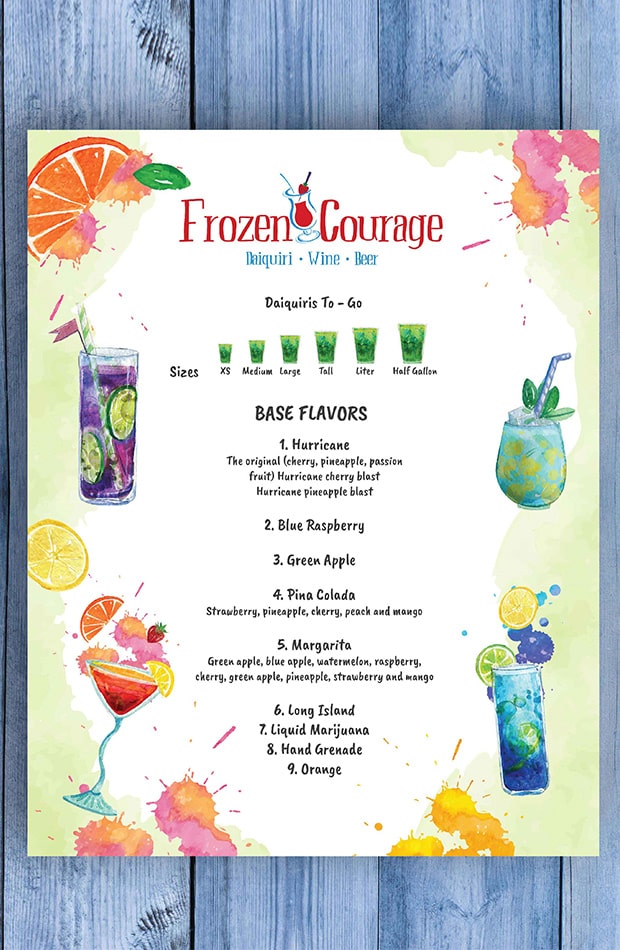 Frozen Courage
Daiquiri • Wine • Beer
Daiquiris To - Go
Sizes XS Medium Large Tall Liter Half Gallon
BASE FLAVORS
1. Hurricane
The original (cherry, pineapple, passion
fruit) Hurricane cherry blast
Hurricane pineapple blast
2. Blue Raspberry
3. Green Apple
4. Pina Colada
Strawberry, pineapple, cherry, peach and mango
5. Margarita
Green apple, blue apple, watermelon, raspberry,
cherry, green apple, pineapple, strawberry and mango
6. Long Island
7. Liquid Marijuana
8. Hand Grenade
9. Orange